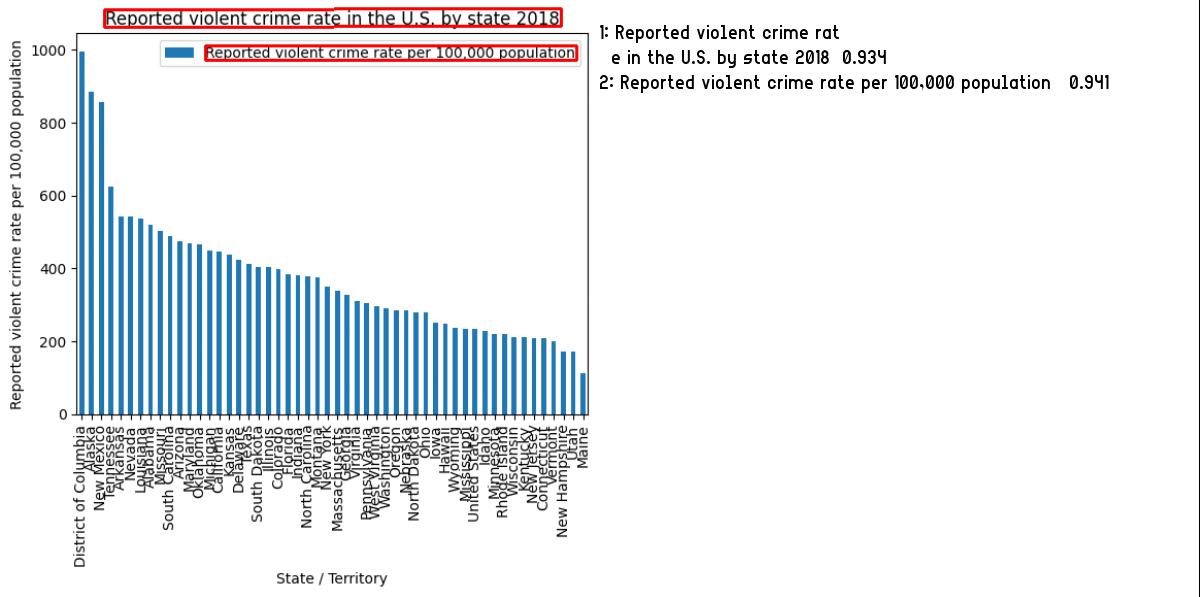 Reported violent crime rate in the U.S. by state 2018
1: Reported violent crime rat
e in the U.S. by state 2018 0.934
2: Reported violent crime rate per 100,000 population 0.941
Reported violent crime rate per 100,000 population
Reported violent crime rate per 100,000 population
1000
800
600
400
200
0
District of Columbia
Alaska
New Mexico
Tennessee
Arkansas
Nevada
Louisiana
Alabama
Missouri
South Carolina
Arizona
Maryland
Oklahoma
Michigan
California
Kansas
Delaware
Texas
South Dakota
Illinois
Colorado
Florida
Indiana
North Carolina
Montana
New York
Massachusetts
Georgia
Virginia
Pennsylvania
West Virginia
Washington
Oregon
Nebraska
North Dakota
Ohio
Iowa
Hawaii
Wyoming
Mississippi
United States
Idaho
Minnesota
Rhode Island
Wisconsin
Kentucky
New Jersey
Connecticut
Vermont
New Hampshire
Utah
Maine
State / Territory